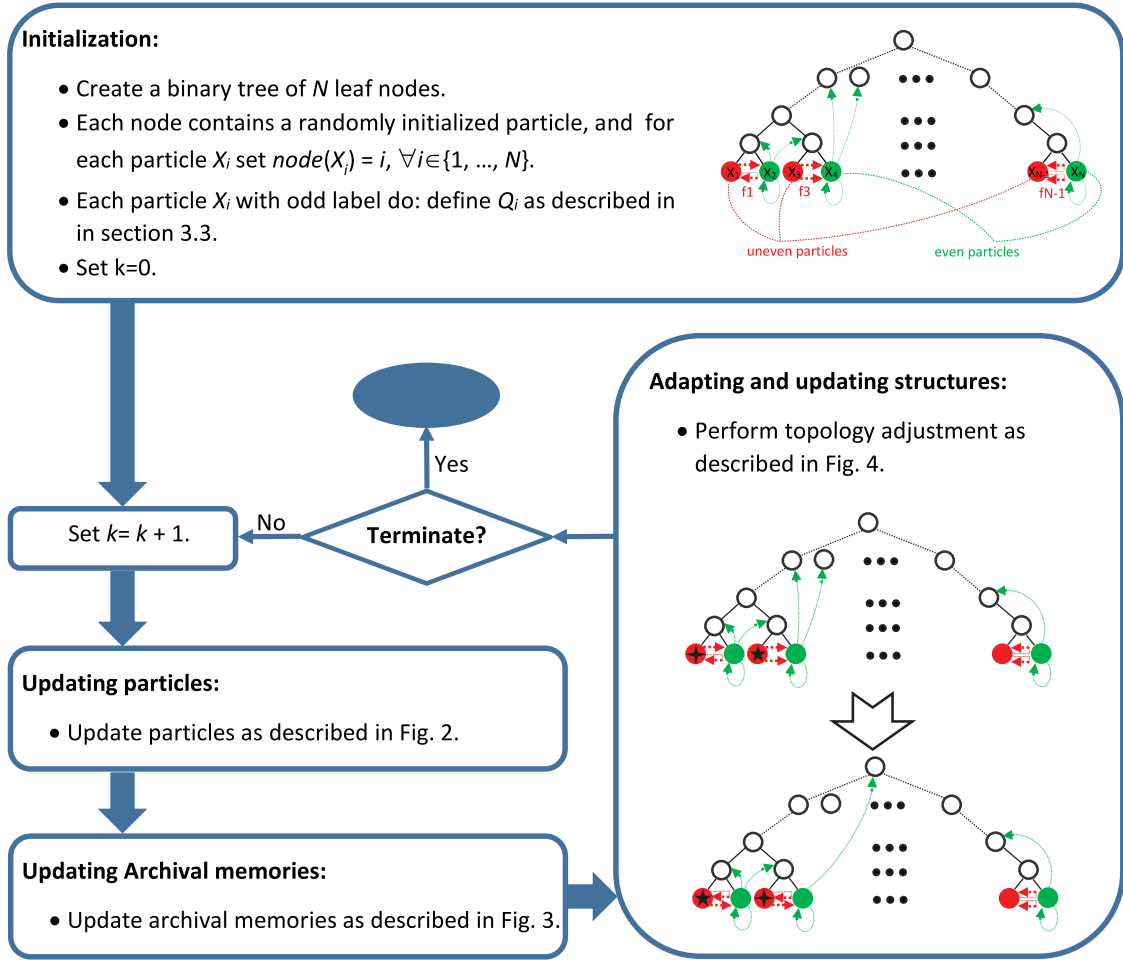 Initialization:
• Create a binary tree of N leaf nodes.
• Each node contains a randomly initialized particle, and for
each particle Xi set node(Xi) = i, ∀i∈{1, ..., N}.
• Each particle Xi with odd label do: define Qi as described in
in section 3.3.
• Set k=0.
X1 X2 X3 X4 XN-1 XN
f1 f3 fN-1
uneven particles even particles
Adapting and updating structures:
• Perform topology adjustment as
described in Fig. 4.
Yes
No
Terminate?
Set k= k + 1.
Updating particles:
• Update particles as described in Fig. 2.
Updating Archival memories:
• Update archival memories as described in Fig. 3.